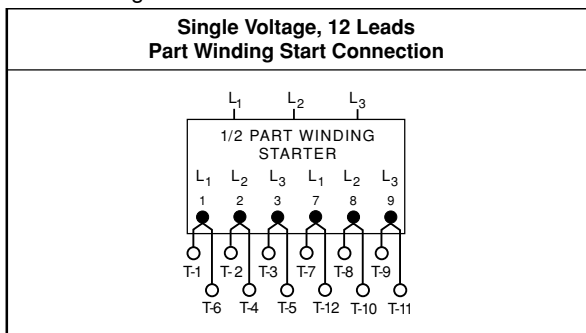 Single Voltage, 12 Leads
Part Winding Start Connection
L1 L2 L3
1/2 PART WINDING
STARTER
L1 L2 L3 L1 L2 L3
1 2 3 7 8 9
T-1 T-2 T-3 T-7 T-8 T-9
T-6 T-4 T-5 T-12 T-10 T-11